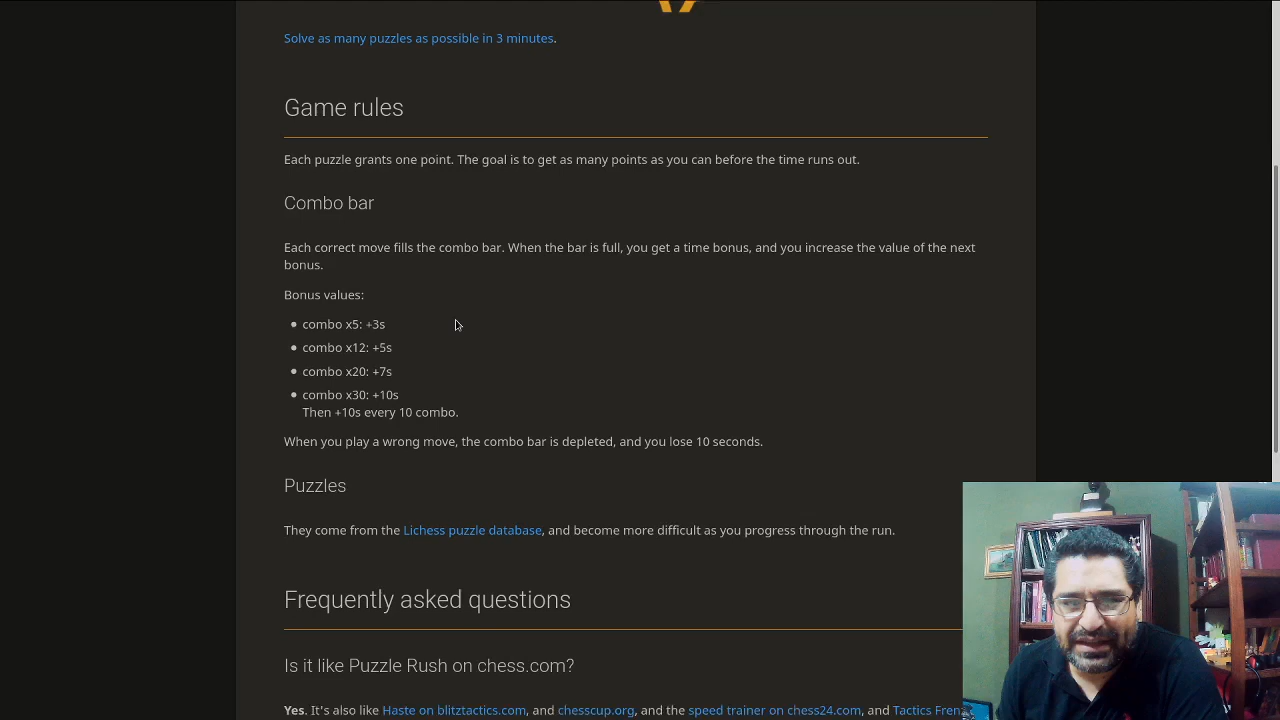 Solve as many puzzles as possible in 3 minutes.
Game rules
Each puzzle grants one point. The goal is to get as many points as you can before the time runs out.
Combo bar
Each correct move fills the combo bar. When the bar is full, you get a time bonus, and you increase the value of the next
bonus.
Bonus values:
• combo x5: +3s
• combo x12: +5s
• combo x20: +7s
• combo x30: +10s
Then +10s every 10 combo.
When you play a wrong move, the combo bar is depleted, and you lose 10 seconds.
Puzzles
They come from the Lichess puzzle database, and become more difficult as you progress through the run.
Frequently asked questions
Is it like Puzzle Rush on chess.com?
Yes. It's also like Haste on blitztactics.com, and chesscup.org, and the speed trainer on chess24.com, and Tactics